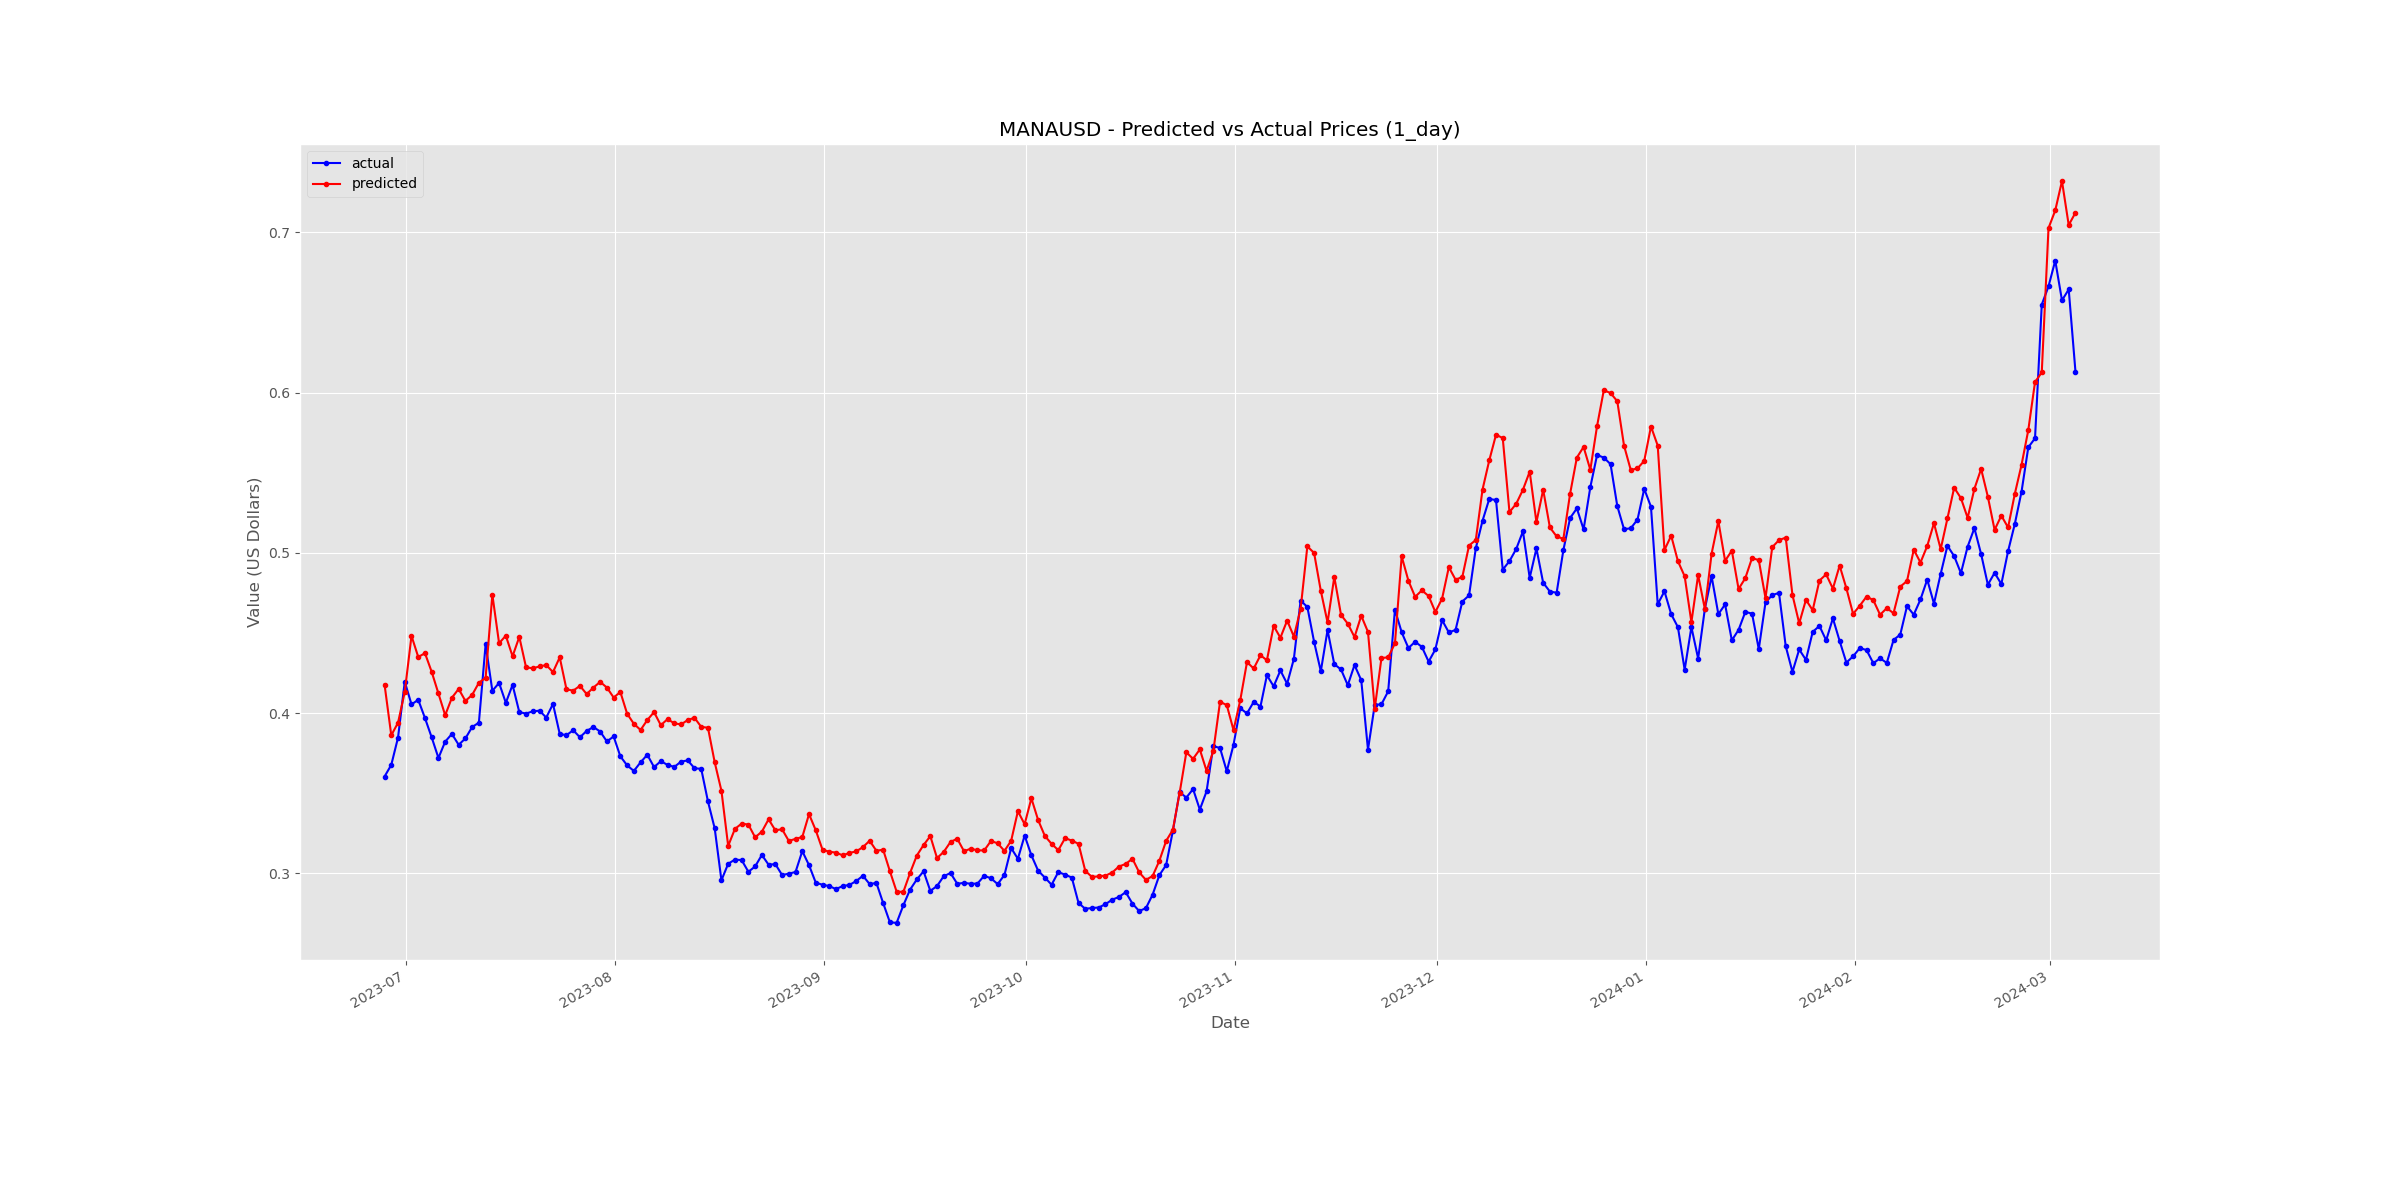 MANAUSD - Predicted vs Actual Prices (1_day)
actual
predicted
0.7
0.6
0.5
0.4
0.3
Value (US Dollars)
2023-07
2023-08
2023-09
2023-10
2023-11
2023-12
2024-01
2024-02
2024-03
Date